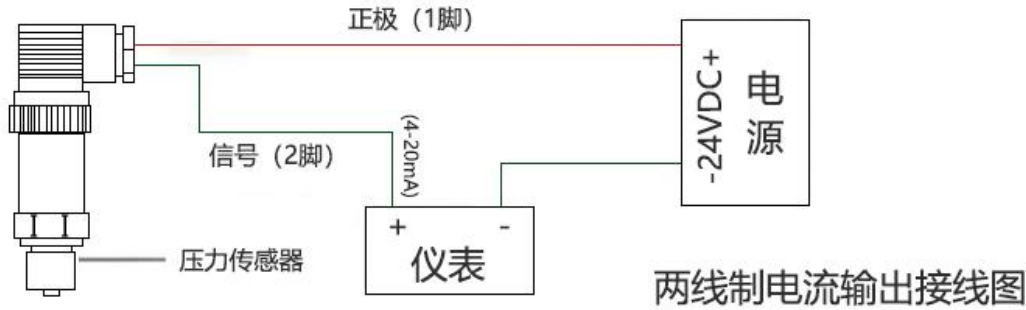 正极（1脚）
-24VDC+
电源
(4-20mA)
信号（2脚）
+ -
仪表
压力传感器
两线制电流输出接线图